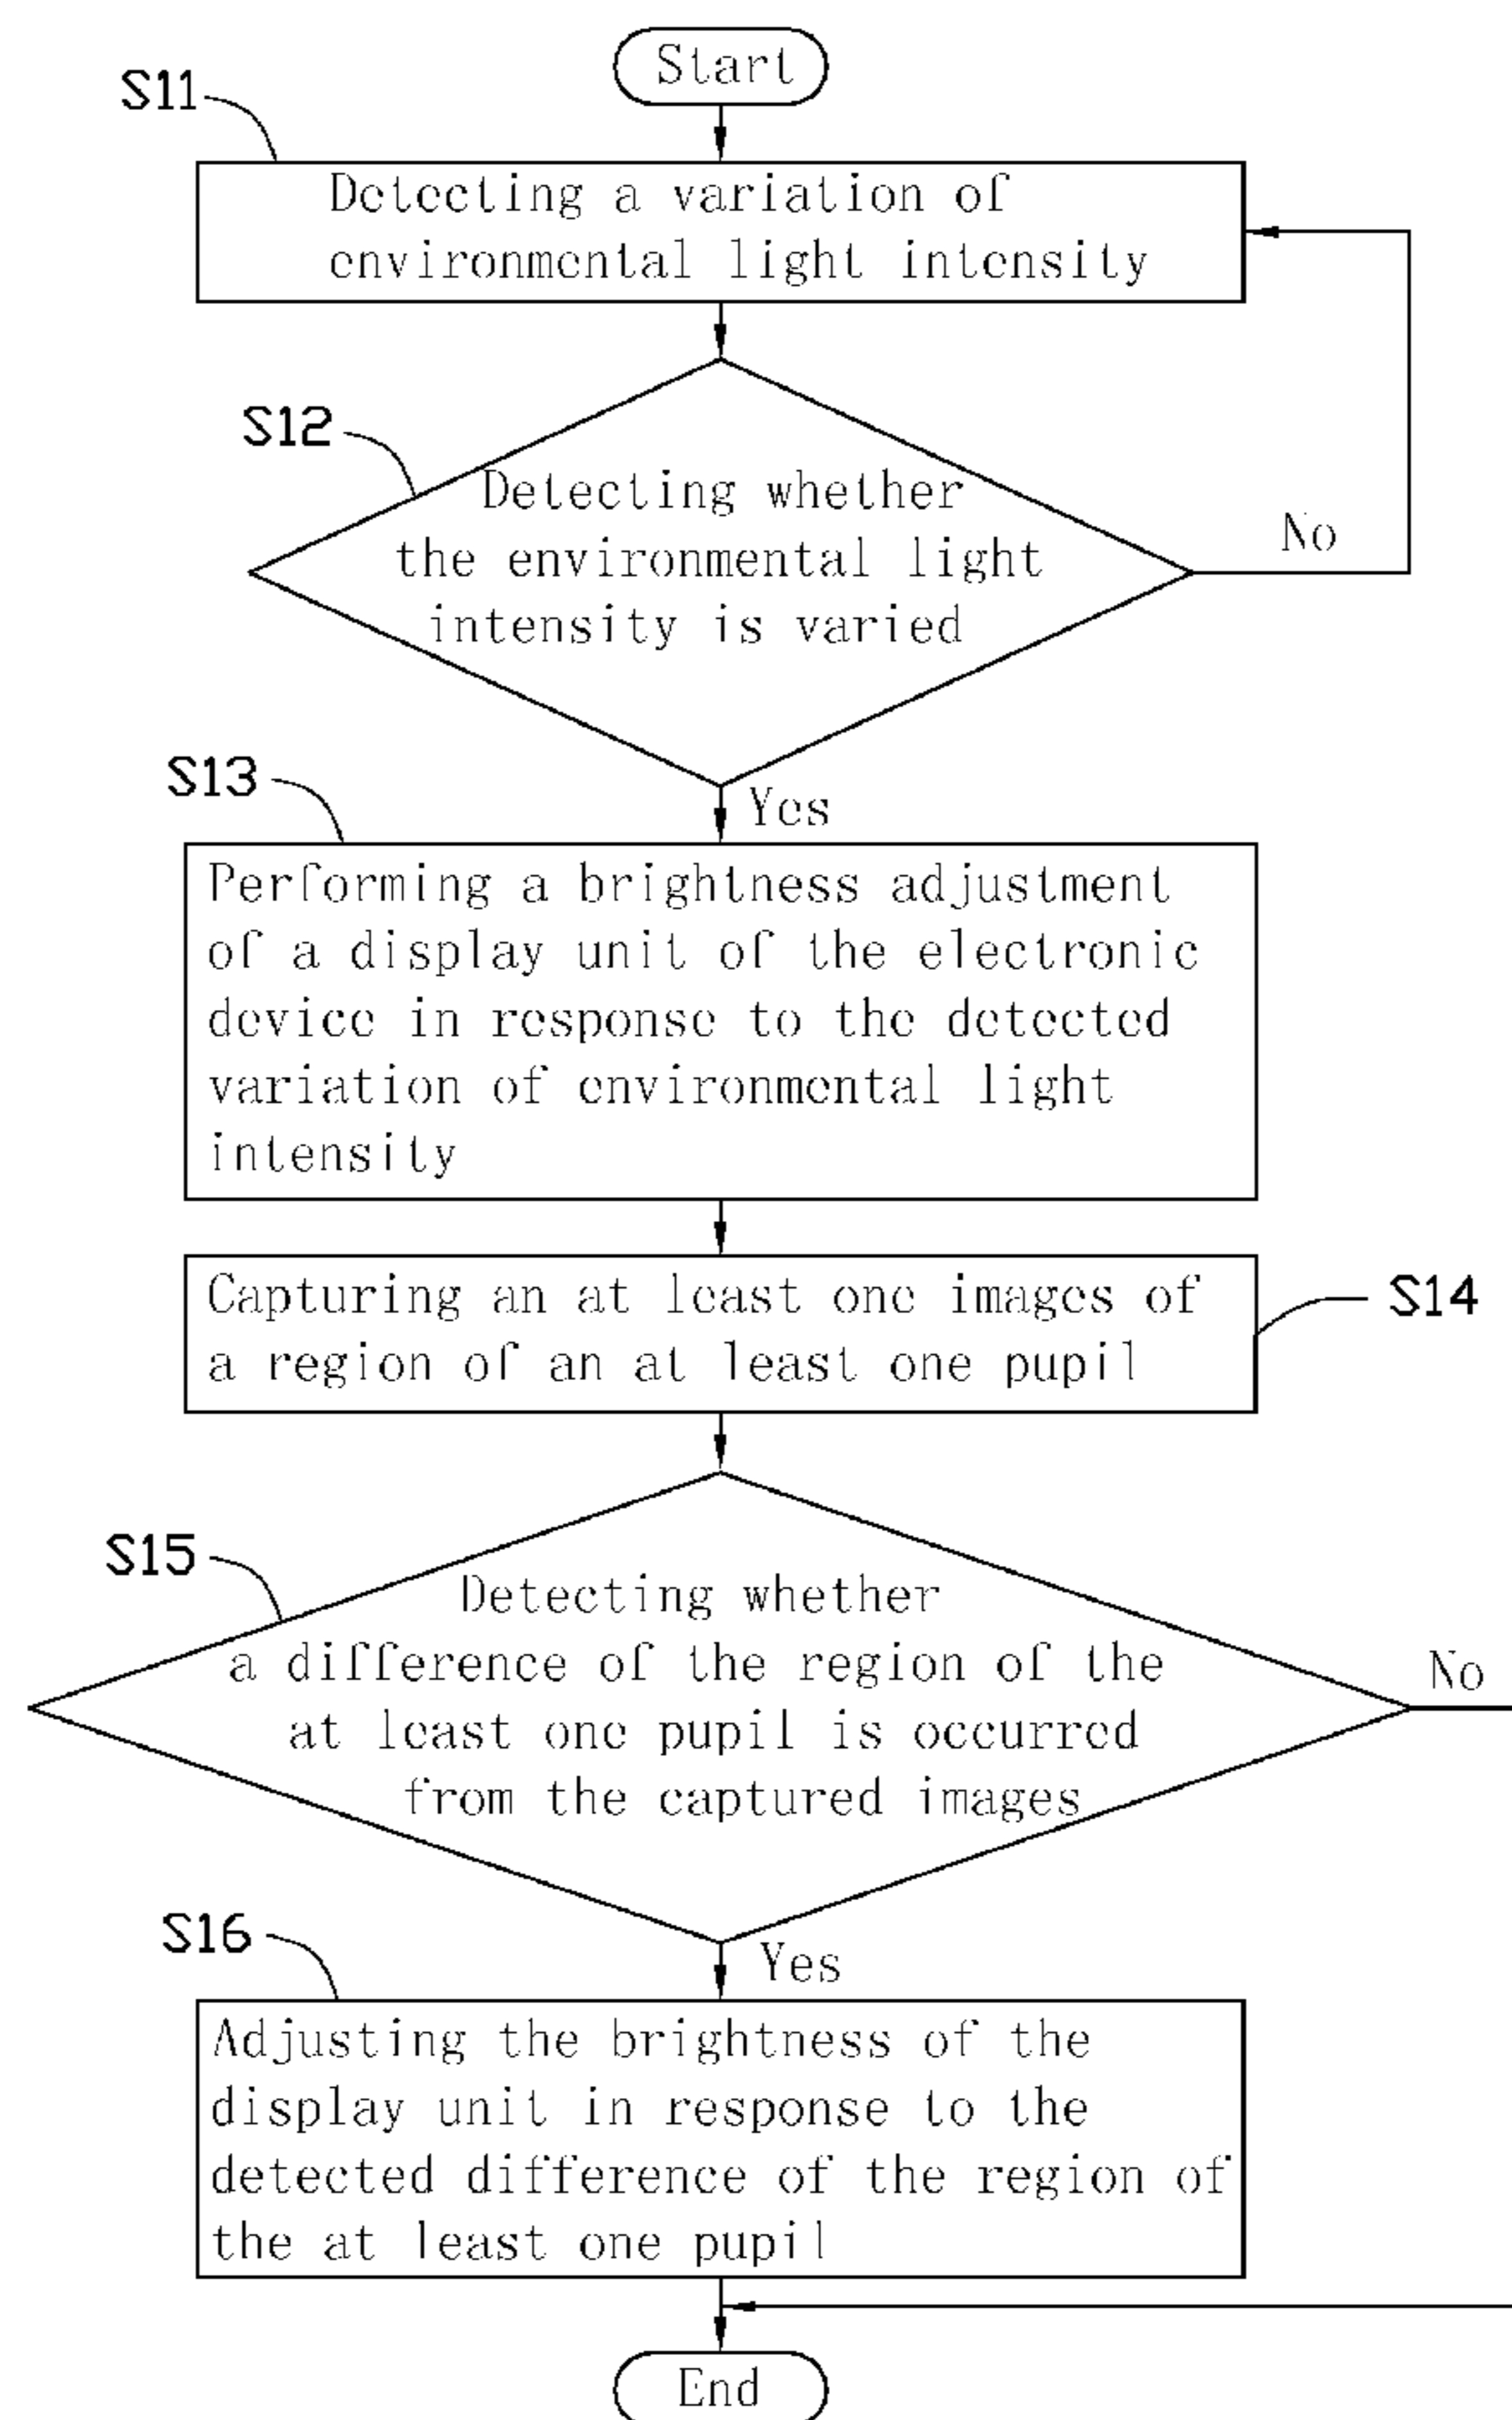 Start
S11
Detecting a variation of
environmental light intensity
S12
Detecting whether
the environmental light
intensity is varied
No
S13
Yes
Performing a brightness adjustment
of a display unit of the electronic
device in response to the detected
variation of environmental light
intensity
Capturing an at least one images of
a region of an at least one pupil
S14
S15
Detecting whether
a difference of the region of the
at least one pupil is occurred
from the captured images
No
S16
Yes
Adjusting the brightness of the
display unit in response to the
detected difference of the region of
the at least one pupil
End